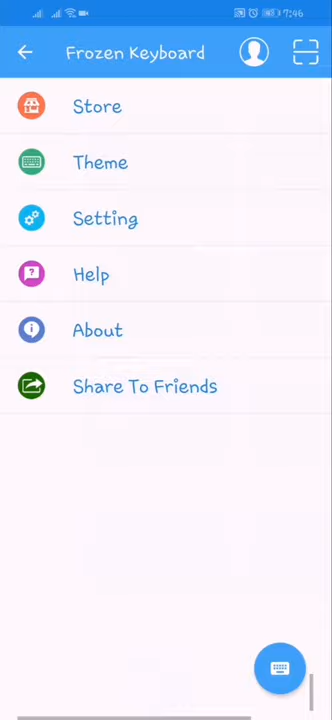 7:46
Frozen Keyboard
Store
Theme
Setting
Help
About
Share To Friends